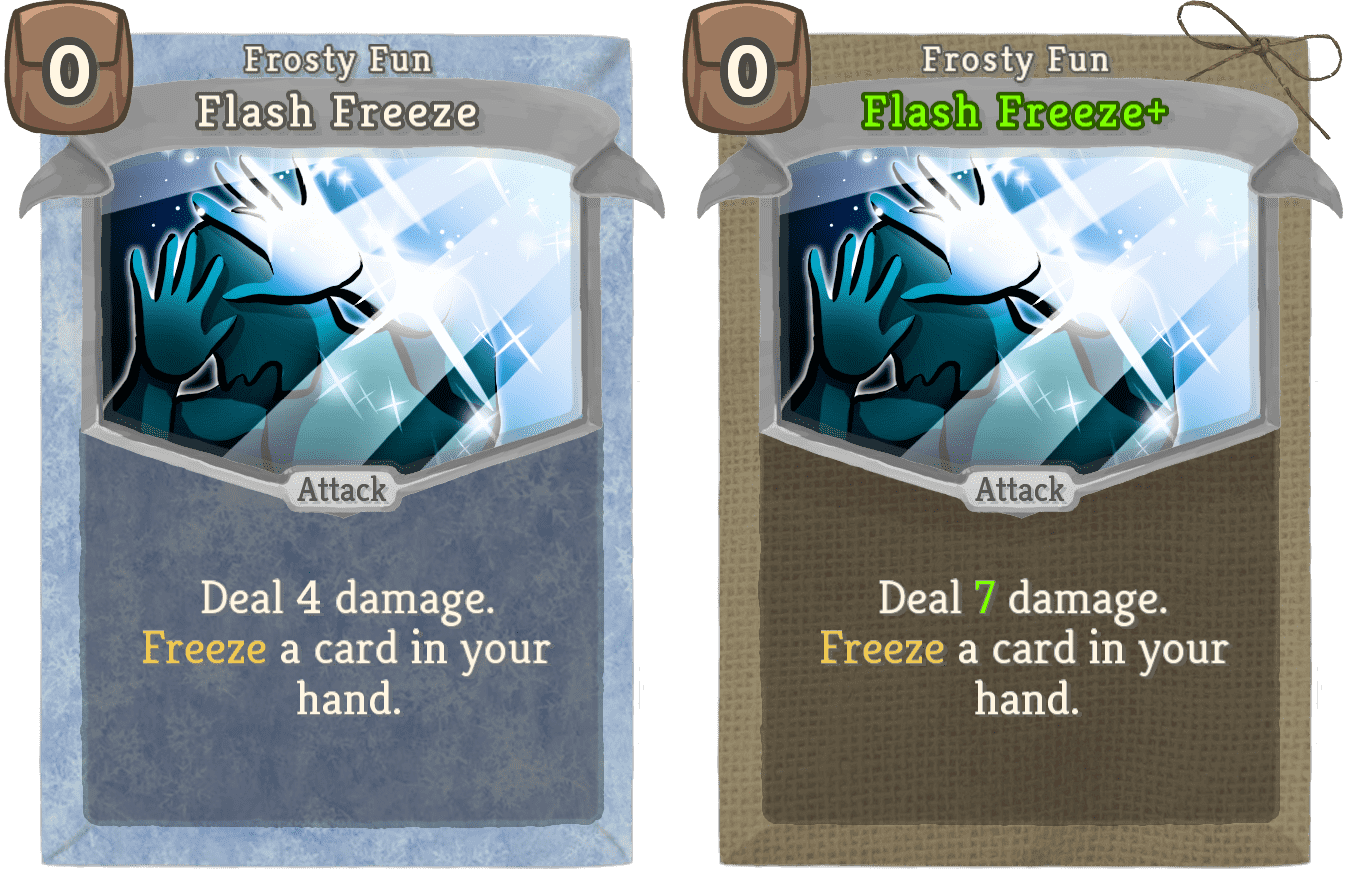 0
Frosty Fun
Flash Freeze
Attack
Deal 4 damage.
Freeze a card in your
hand.
0
Frosty Fun
Flash Freeze+
Attack
Deal 7 damage.
Freeze a card in your
hand.